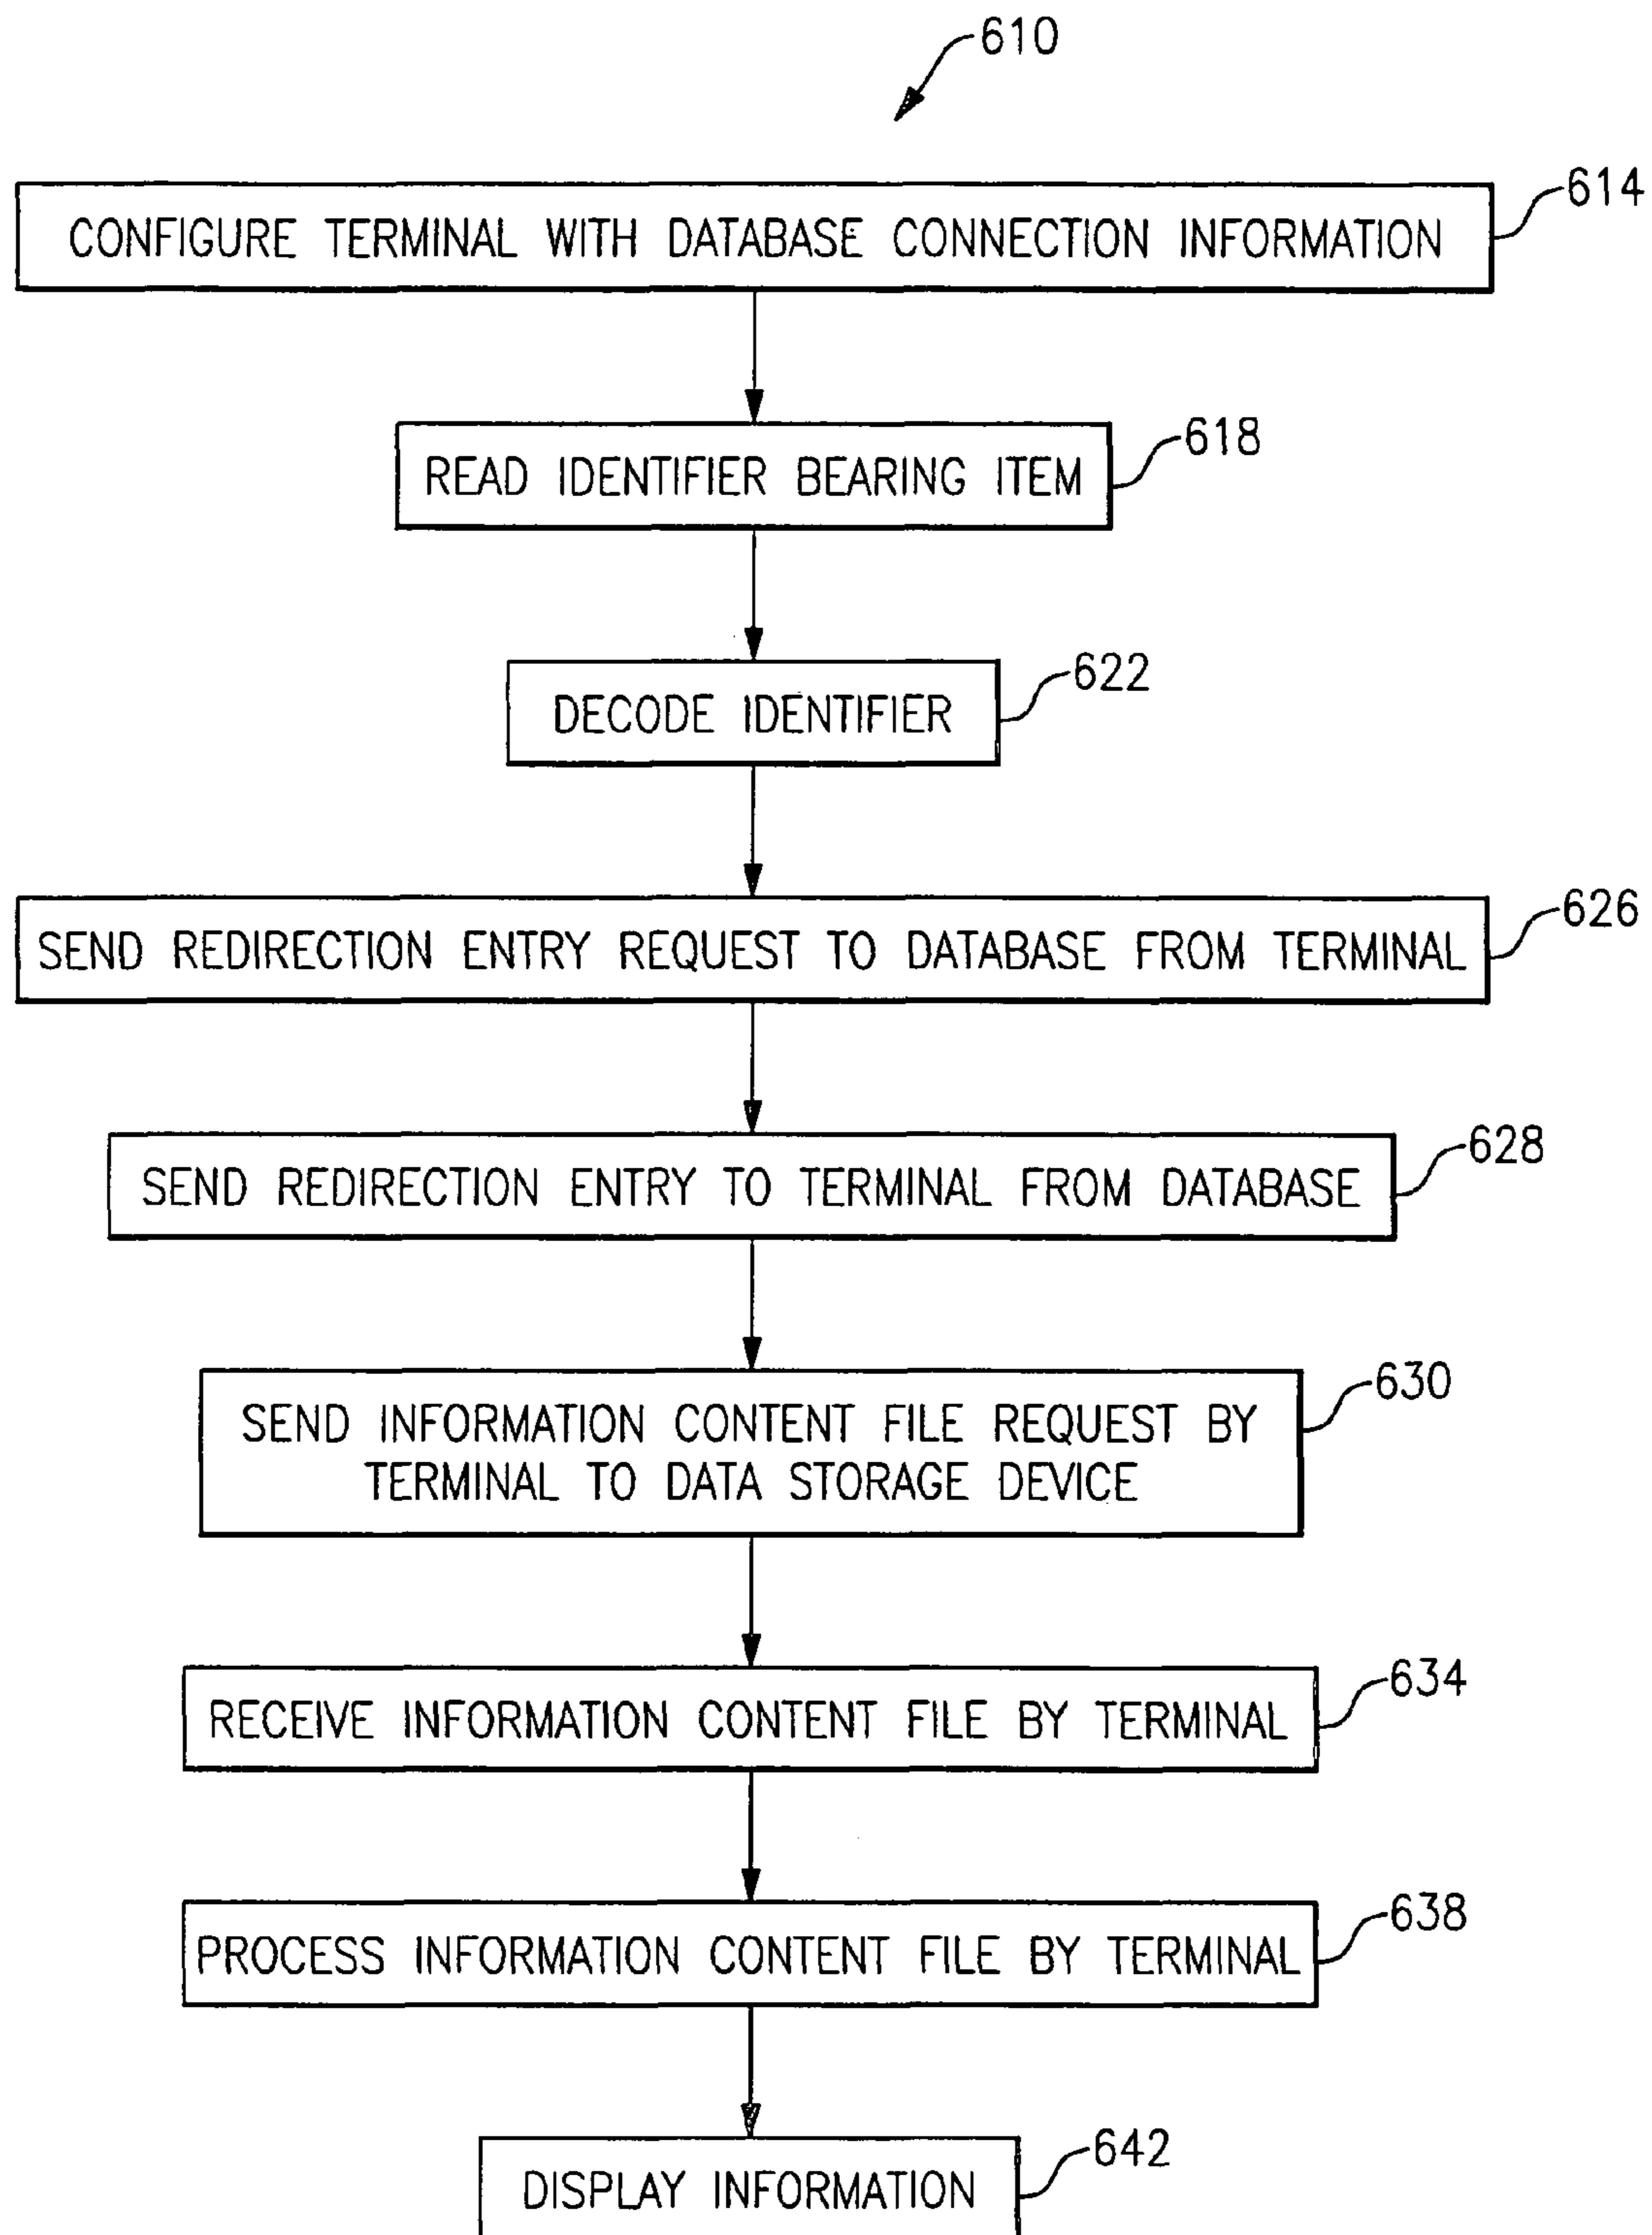 610
CONFIGURE TERMINAL WITH DATABASE CONNECTION INFORMATION
614
READ IDENTIFIER BEARING ITEM
618
DECODE IDENTIFIER
622
SEND REDIRECTION ENTRY REQUEST TO DATABASE FROM TERMINAL
626
SEND REDIRECTION ENTRY TO TERMINAL FROM DATABASE
628
SEND INFORMATION CONTENT FILE REQUEST BY
TERMINAL TO DATA STORAGE DEVICE
630
RECEIVE INFORMATION CONTENT FILE BY TERMINAL
634
PROCESS INFORMATION CONTENT FILE BY TERMINAL
638
DISPLAY INFORMATION
642